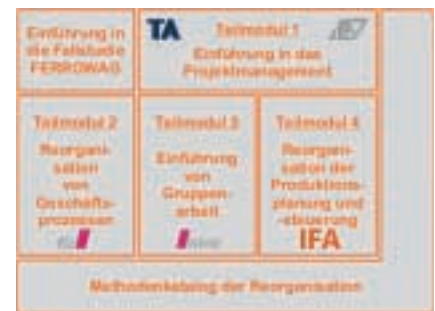 Einführung in
die Fallstudie
FERROWAG
TA
Teilmodul 1
Einführung in das
Projektmanagement
Teilmodul 2
Reorgani-
sation
von
Geschäfts-
prozessen
Teilmodul 3
Einführung
von
Gruppen-
arbeit
Teilmodul 4
Reorgani-
sation der
Produktions-
planung und
-steuerung
IFA
Methodenkatalog der Reorganisation